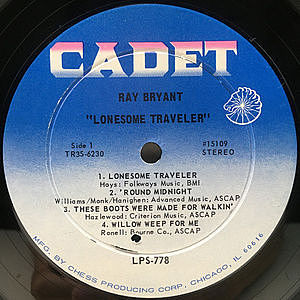 CADET
RAY BRYANT
"LONESOME TRAVELER"
Side 1
TR3S-6230
#15109
STEREO
1. LONESOME TRAVELER
Hays: Folkways Music, BMI
2. 'ROUND MIDNIGHT
Williams/Monk/Hanighen: Advanced Music, ASCAP
3. THESE BOOTS WERE MADE FOR WALKIN'
Hazlewood: Criterion Music, ASCAP
4. WILLOW WEEP FOR ME
Ronell: Bourne Co., ASCAP
LPS-778
MFG. BY CHESS PRODUCING CORP., CHICAGO, ILL 60616